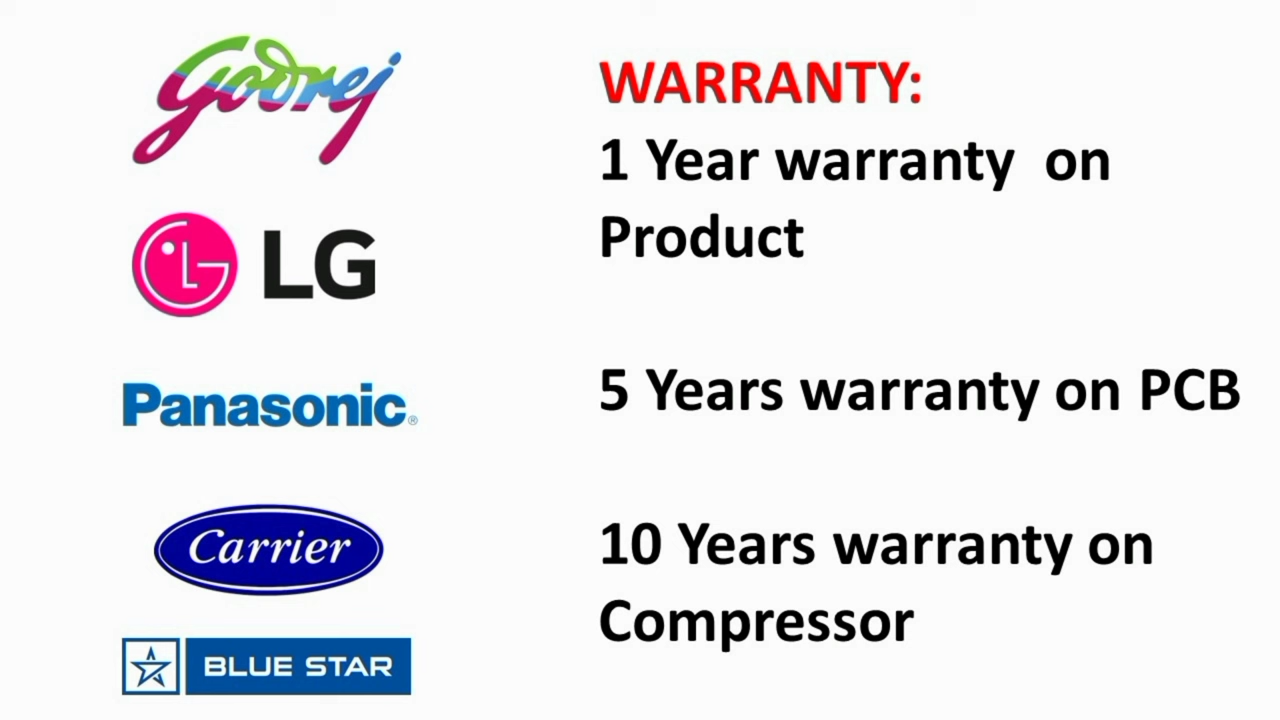 Godrej
LG
Panasonic®
Carrier
BLUE STAR
WARRANTY:
1 Year warranty on
Product
5 Years warranty on PCB
10 Years warranty on
Compressor